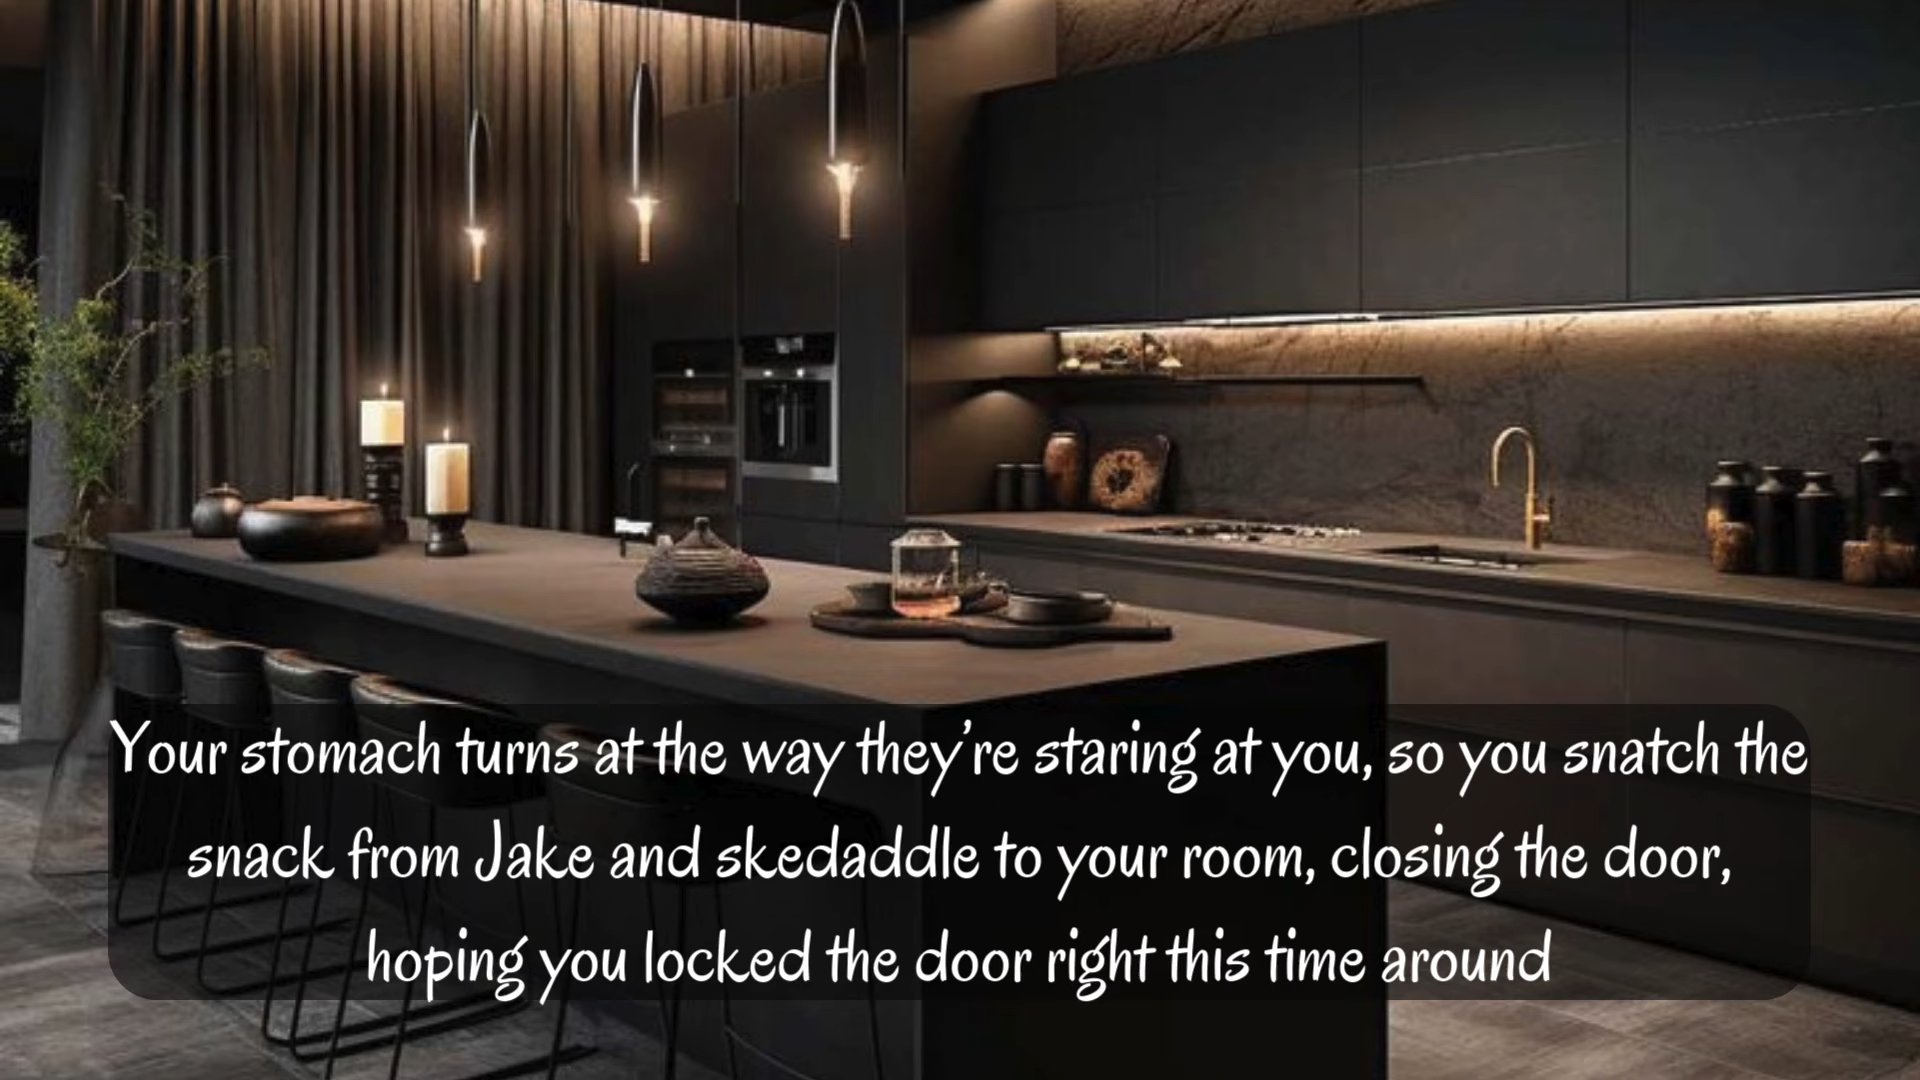 Your stomach turns at the way they’re staring at you, so you snatch the
snack from Jake and skedaddle to your room, closing the door,
hoping you locked the door right this time around